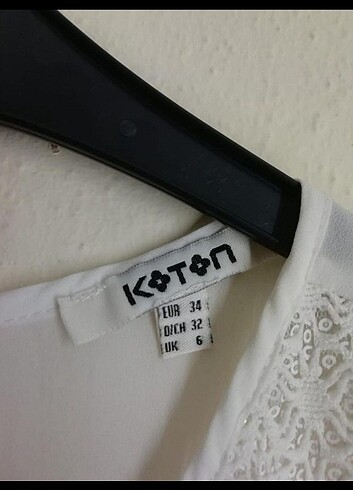 KOTON
EUR 34
D/CH 32
UK 6